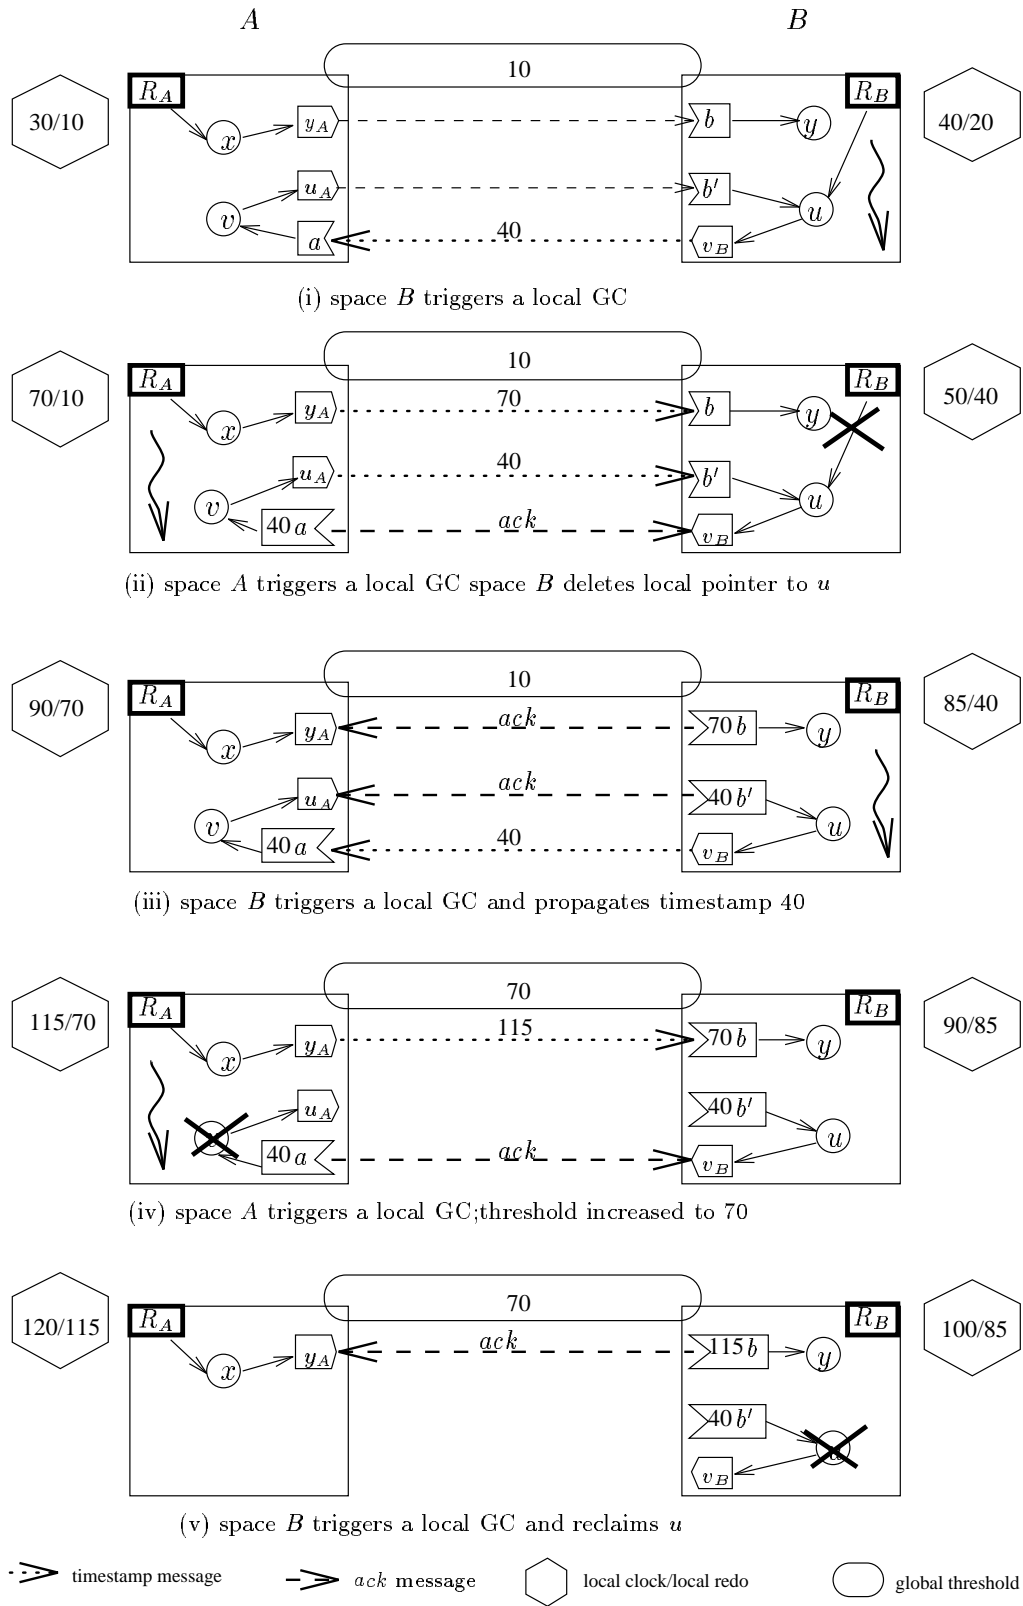 A B
10
R_A R_B
30/10 y_A b y 40/20
x
u_A b′
v u
40
a v_B
(i) space B triggers a local GC
10
R_A R_B
70/10 70 50/40
y_A b y
x
40
u_A b′
v u
40 a ack v_B
(ii) space A triggers a local GC space B deletes local pointer to u
10
R_A R_B
90/70 ack 85/40
y_A 70 b y
x
ack
u_A 40 b′
v u
40 a 40 v_B
(iii) space B triggers a local GC and propagates timestamp 40
70
R_A R_B
115/70 115 90/85
y_A 70 b y
x
u_A 40 b′
u
40 a ack v_B
(iv) space A triggers a local GC;threshold increased to 70
70
R_A R_B
120/115 ack 100/85
y_A 115 b y
x
40 b′
u
v_B
(v) space B triggers a local GC and reclaims u
timestamp message ack message local clock/local redo global threshold